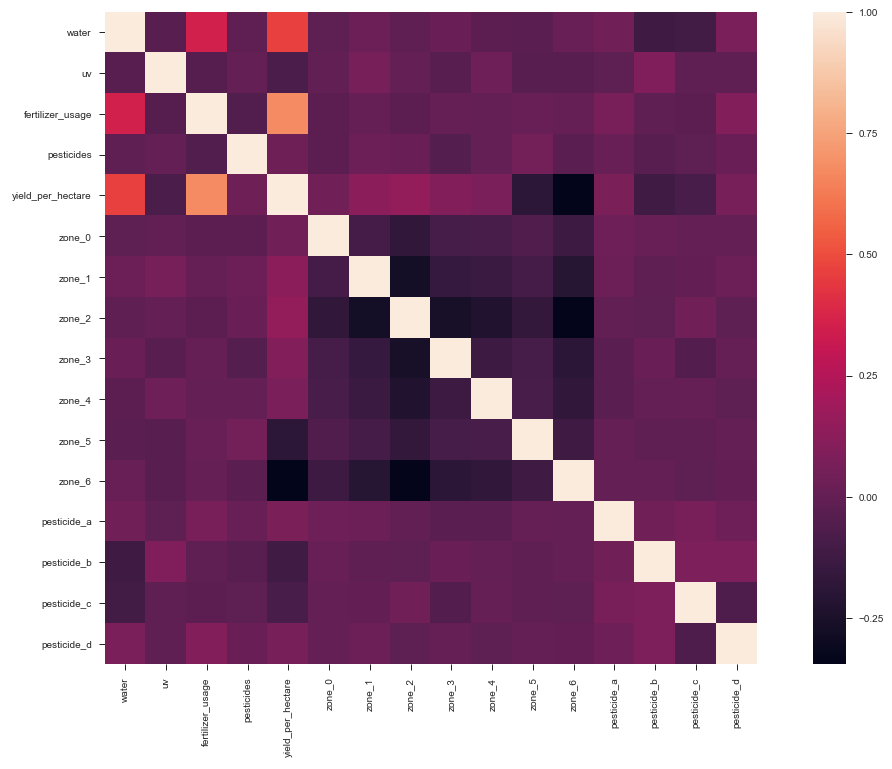 water
uv
fertilizer_usage
pesticides
yield_per_hectare
zone_0
zone_1
zone_2
zone_3
zone_4
zone_5
zone_6
pesticide_a
pesticide_b
pesticide_c
pesticide_d
water
uv
fertilizer_usage
pesticides
yield_per_hectare
zone_0
zone_1
zone_2
zone_3
zone_4
zone_5
zone_6
pesticide_a
pesticide_b
pesticide_c
pesticide_d
1.00
0.75
0.50
0.25
0.00
−0.25